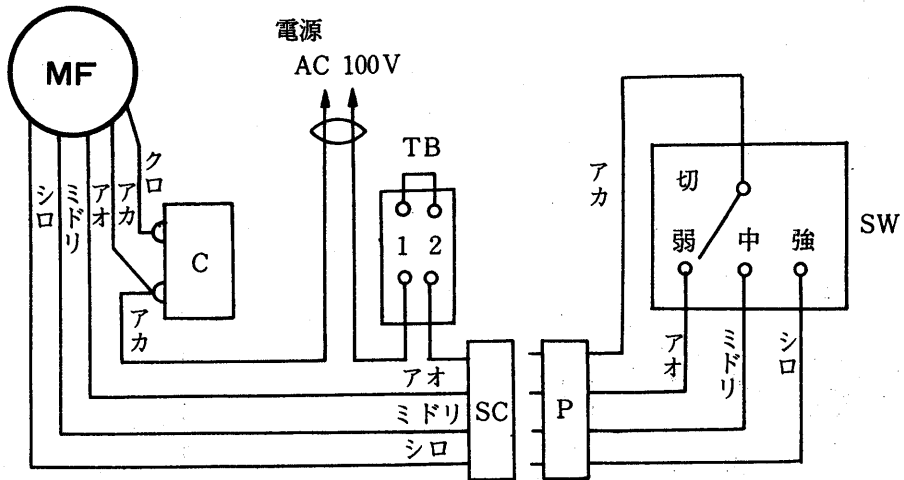 電源
AC 100V
MF
TB
シロ
ミドリ
アオ
アカ
クロ
C
アカ
1 2
アカ
切
弱 中 強
SW
アオ
ミドリ
シロ
アオ
ミドリ
シロ
SC
P